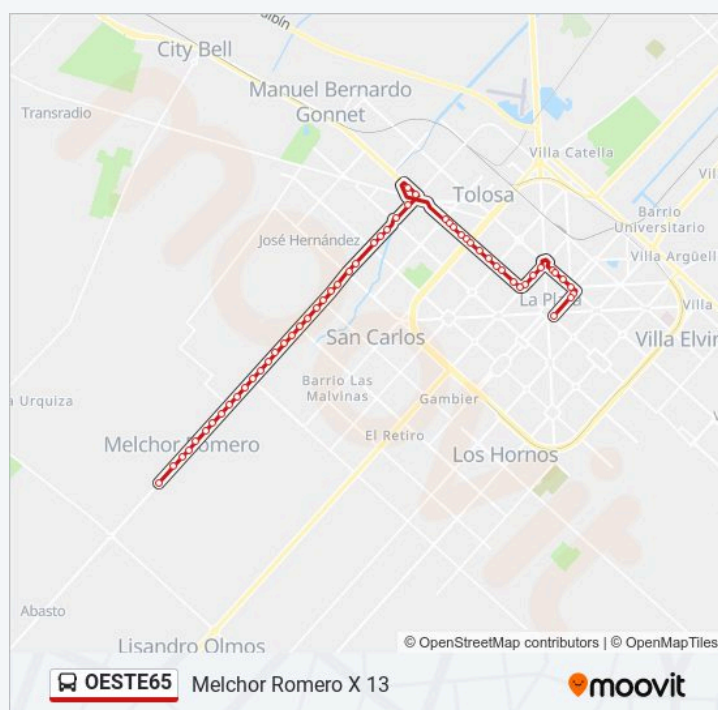 City Bell
Manuel Bernardo
Gonnet
Transradio
Villa Catella
Tolosa
Barrio
Universitario
José Hernández
Villa Argüell
La Plata
Villa
San Carlos
Villa Elvir
Barrio Las
Malvinas
Gambier
a Urquiza
El Retiro
Melchor Romero
Los Hornos
Abasto
Lisandro Olmos
© OpenStreetMap contributors | © OpenMapTiles
OESTE65 Melchor Romero X 13
moovit